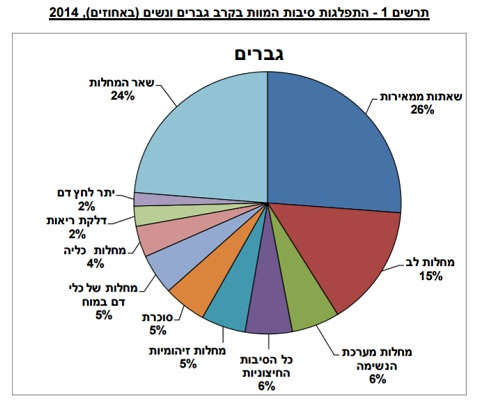 תרשים 1 - התפלגות סיבות המוות בקרב גברים ונשים (באחוזים), 2014
גברים
שאתות ממאירות
26%
מחלות לב
15%
מחלות מערכת
הנשימה
6%
כל הסיבות
החיצוניות
6%
מחלות זיהומיות
5%
סוכרת
5%
מחלות של כלי
דם במוח
5%
מחלות כליה
4%
דלקת ריאות
2%
יתר לחץ דם
2%
שאר המחלות
24%